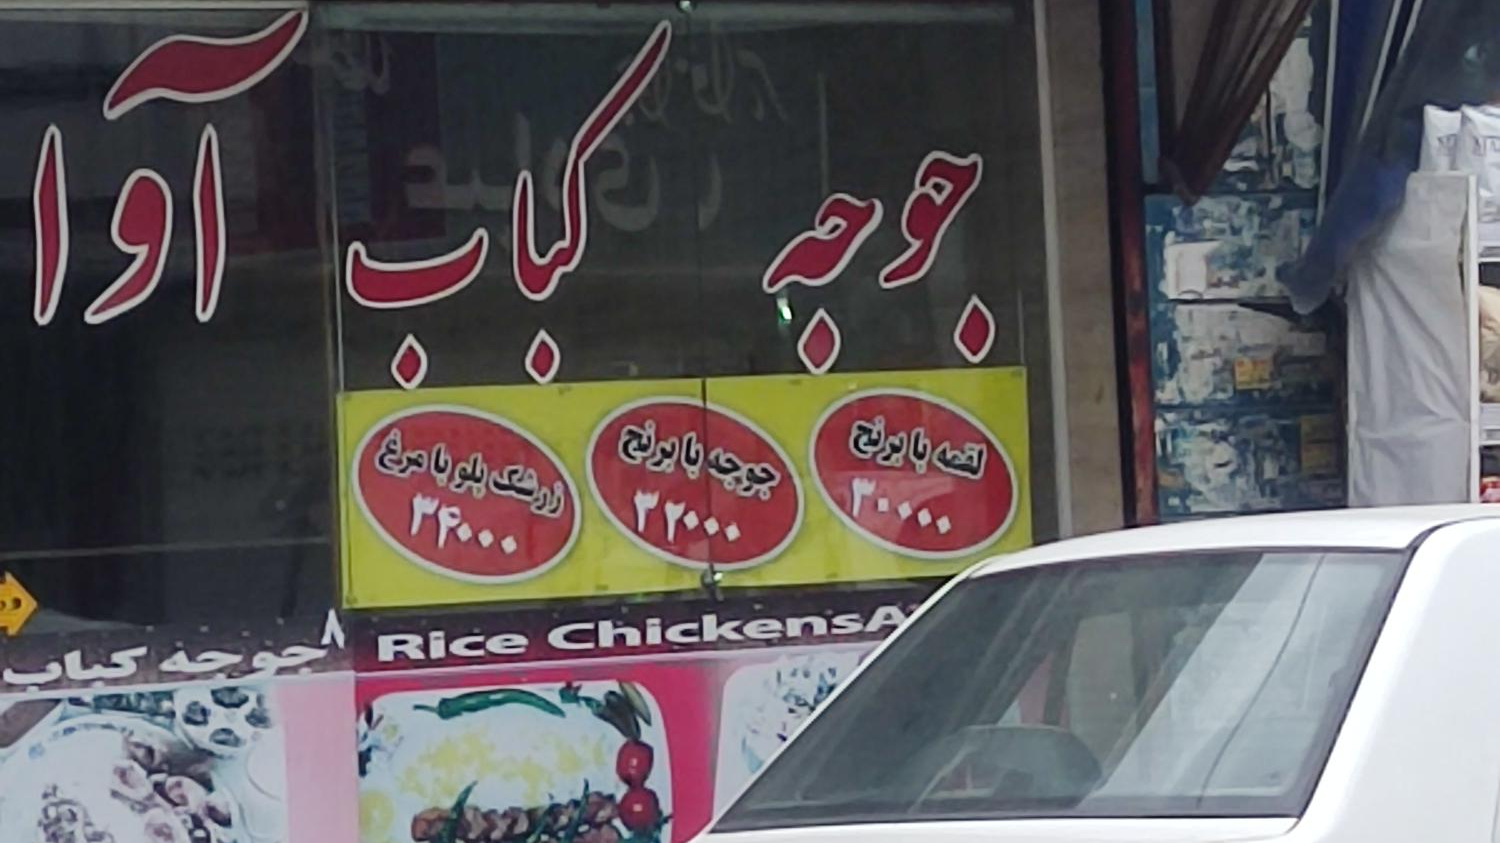 جوجه کباب آوا
لقمه با برنج
۳۰۰۰۰
جوجه با برنج
۳۲۰۰۰
زرشک پلو با مرغ
۳۴۰۰۰
Rice ChickensA
جوجه کباب